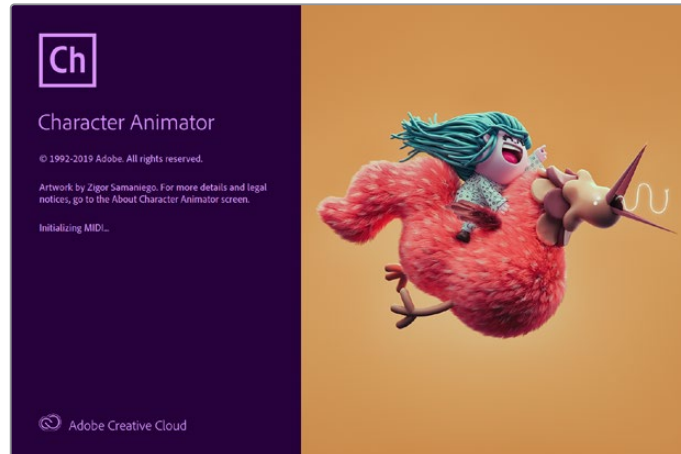 Ch
Character Animator
© 1992-2019 Adobe. All rights reserved.
Artwork by Zigor Samaniego. For more details and legal
notices, go to the About Character Animator screen.
Initializing MIDI...
Adobe Creative Cloud